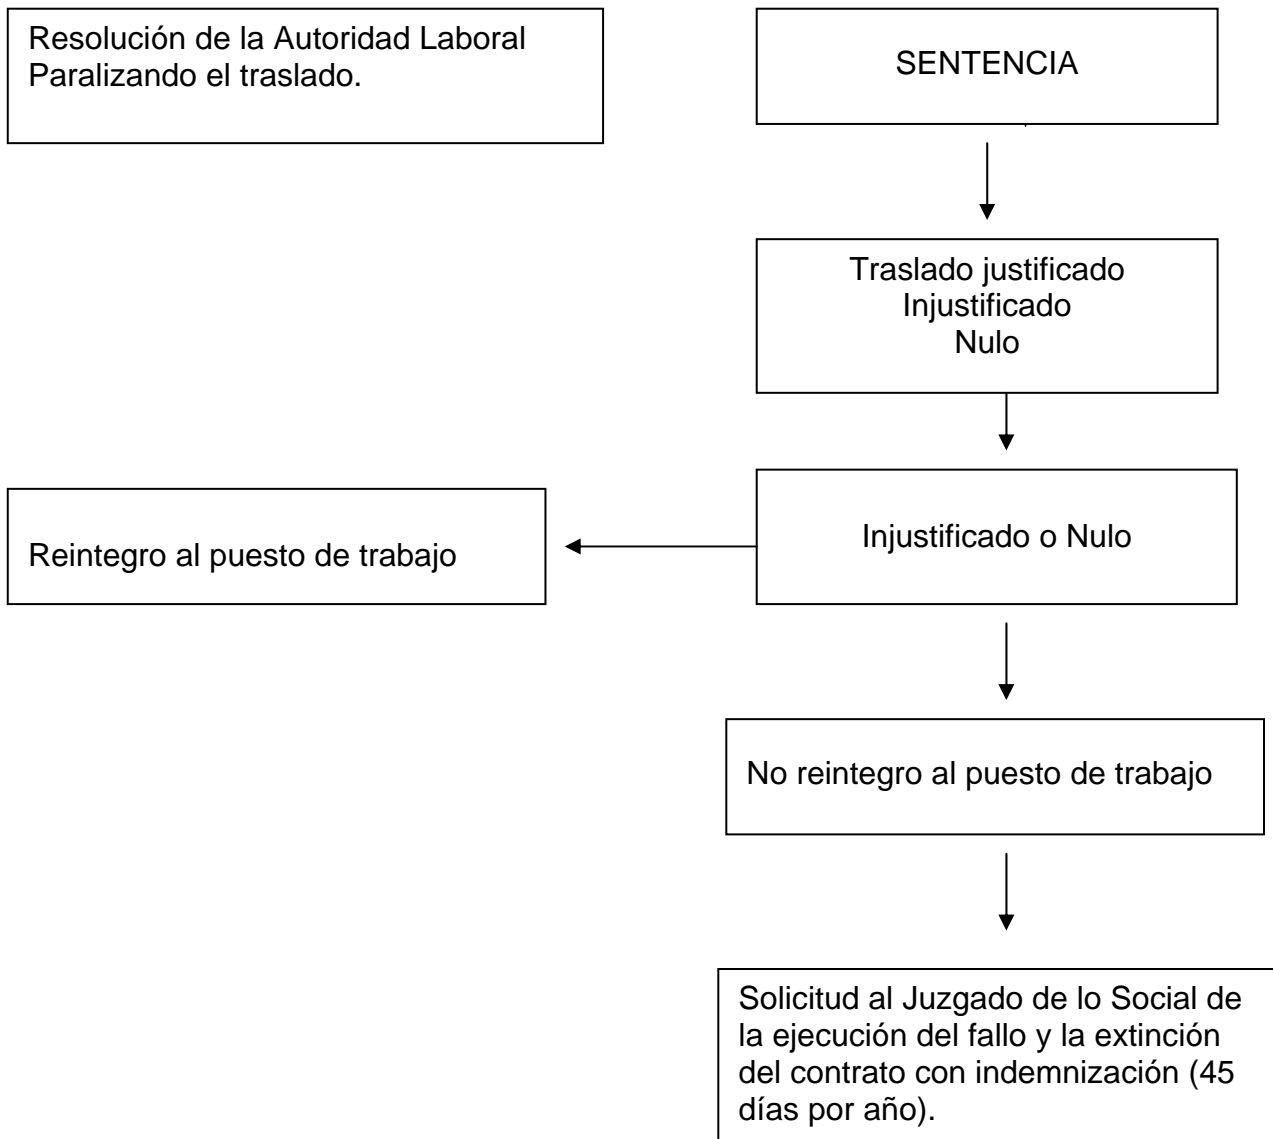 Resolución de la Autoridad Laboral
Paralizando el traslado.
SENTENCIA
Traslado justificado
Injustificado
Nulo
Reintegro al puesto de trabajo
Injustificado o Nulo
No reintegro al puesto de trabajo
Solicitud al Juzgado de lo Social de
la ejecución del fallo y la extinción
del contrato con indemnización (45
días por año).